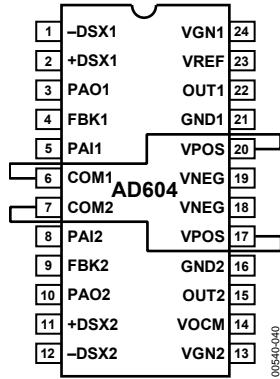 1 –DSX1 VGN1 24
2 +DSX1 VREF 23
3 PAO1 OUT1 22
4 FBK1 GND1 21
5 PAI1 VPOS 20
6 COM1 VNEG 19
AD604
7 COM2 VNEG 18
8 PAI2 VPOS 17
9 FBK2 GND2 16
10 PAO2 OUT2 15
11 +DSX2 VOCM 14
12 –DSX2 VGN2 13
00540-040